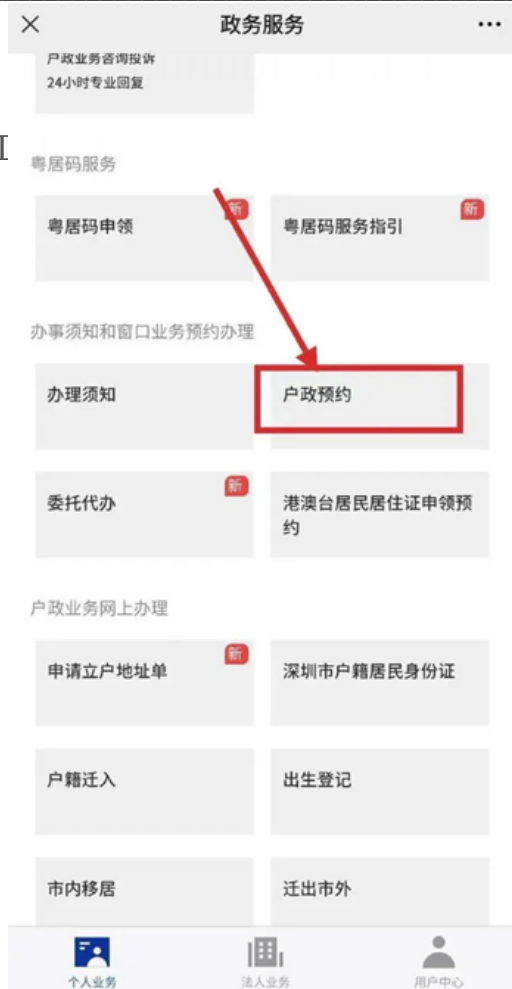 政务服务
户政业务咨询投诉
24小时专业回复
粤居码服务
粤居码申领
新
粤居码服务指引
新
办事须知和窗口业务预约办理
办理须知
户政预约
委托代办
新
港澳台居民居住证申领预
约
户政业务网上办理
申请立户地址单
新
深圳市户籍居民身份证
户籍迁入
出生登记
市内移居
迁出市外
个人业务
法人业务
用户中心